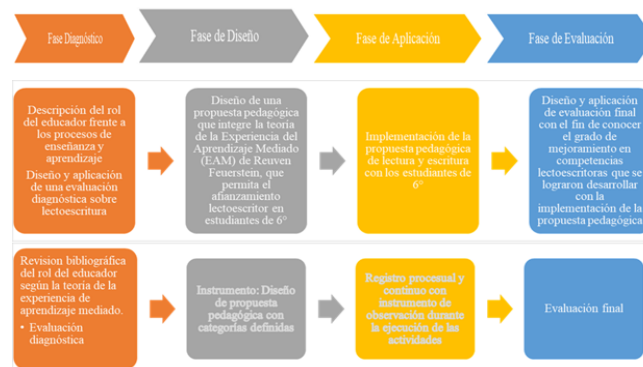 Fase Diagnóstico
Fase de Diseño
Fase de Aplicación
Fase de Evaluación
Descripción del rol
del educador frente a
los procesos de
enseñanza y
aprendizaje
Diseño y aplicación
de una evaluación
diagnóstica sobre
lectoescritura
Diseño de una
propuesta pedagógica
que integre la teoría
de la Experiencia del
Aprendizaje Mediado
(EAM) de Reuven
Feuerstein, que
permita el
afianzamiento
lectoescritor en
estudiantes de 6°
Implementación de la
propuesta pedagógica
de lectura y escritura
con los estudiantes de
6°
Diseño y aplicación
de evaluación final
con el fin de conocer
el grado de
mejoramiento en
competencias
lectoescritoras que se
lograron desarrollar
con la
implementación de la
propuesta pedagógica
Revision bibliográfica
del rol del educador
según la teoría de la
experiencia de
aprendizaje mediado.
• Evaluación
diagnóstica
Instrumento: Diseño
de propuesta
pedagógica con
categorías definidas
Registro procesual y
continuo con
instrumento de
observación durante
la ejecución de las
actividades
Evaluación final